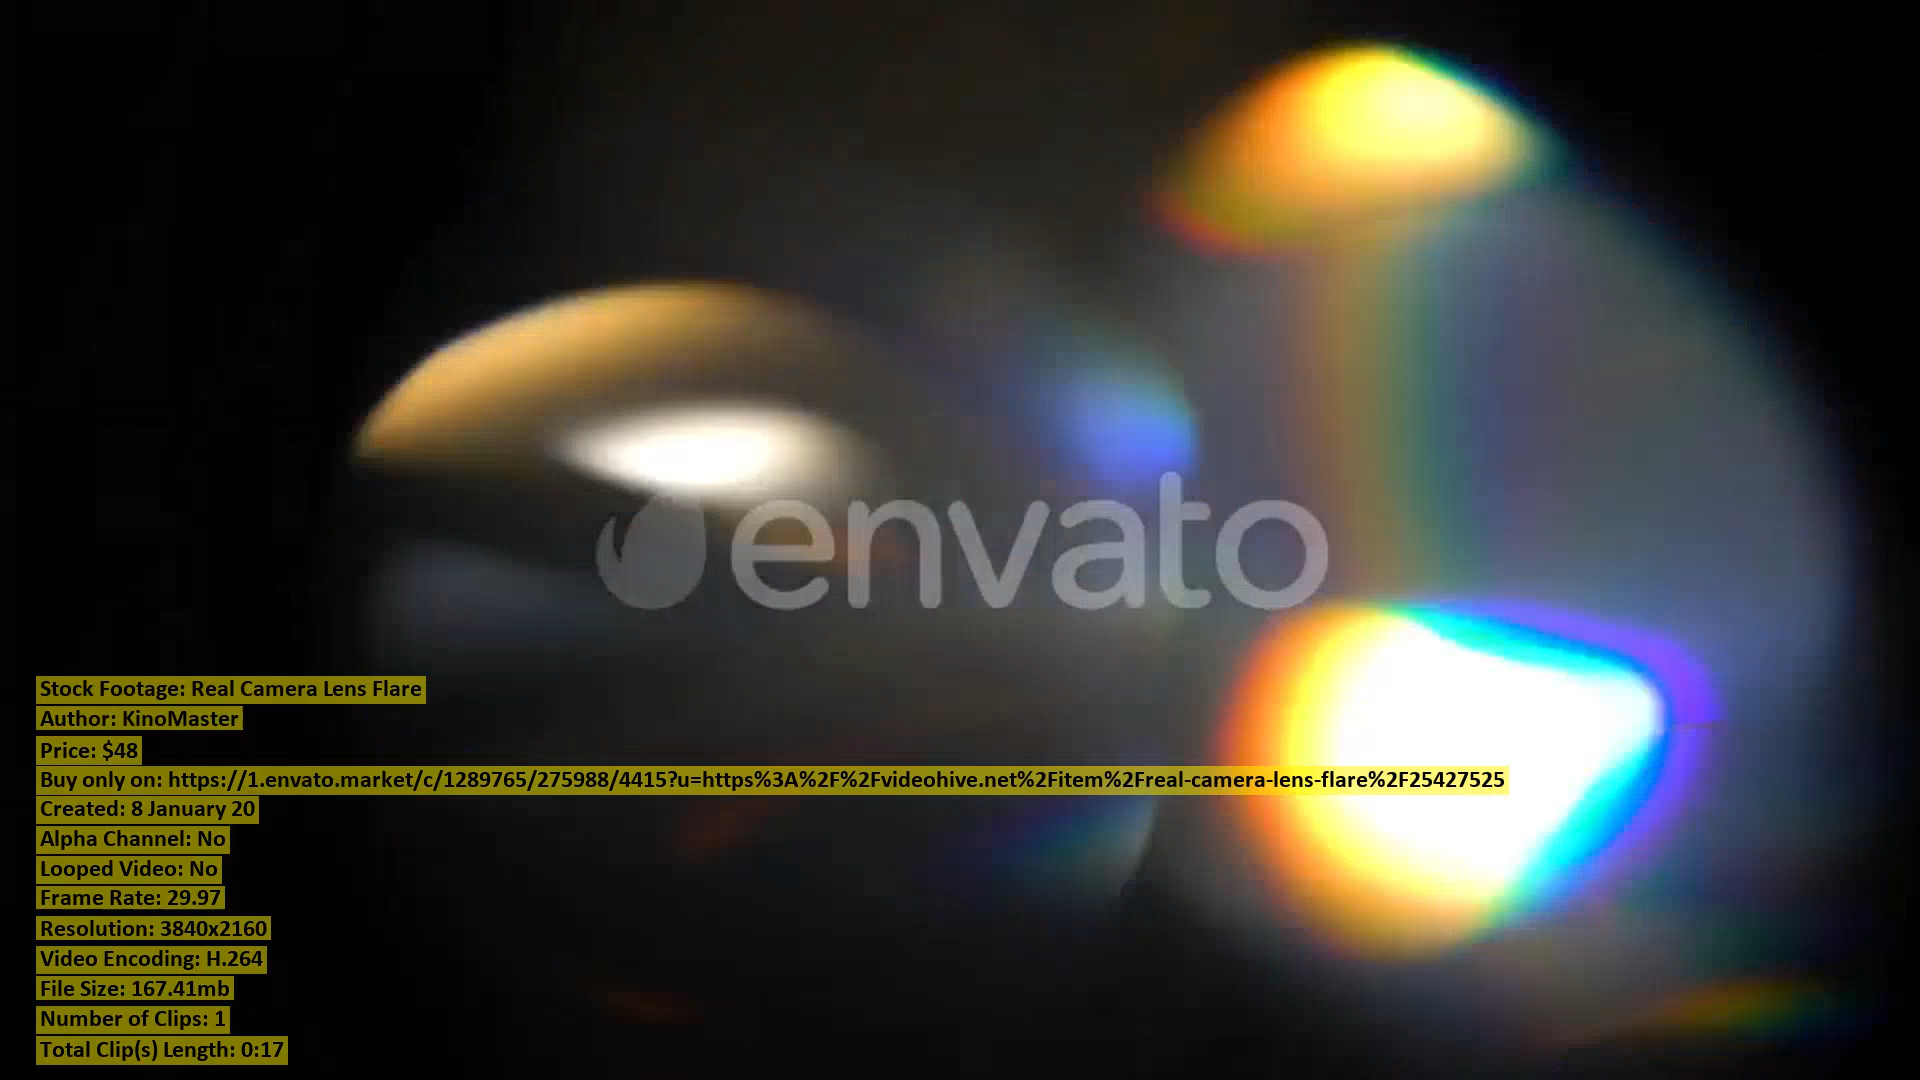 envato
Stock Footage: Real Camera Lens Flare
Author: KinoMaster
Price: $48
Buy only on: https://1.envato.market/c/1289765/275988/4415?u=https%3A%2F%2Fvideohive.net%2Fitem%2Freal-camera-lens-flare%2F25427525
Created: 8 January 20
Alpha Channel: No
Looped Video: No
Frame Rate: 29.97
Resolution: 3840x2160
Video Encoding: H.264
File Size: 167.41mb
Number of Clips: 1
Total Clip(s) Length: 0:17